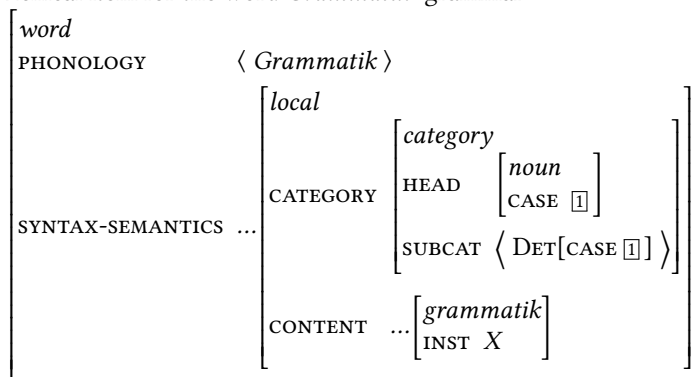 word
PHONOLOGY ⟨ Grammatik ⟩
local
category
HEAD noun
CASE 1
CATEGORY
SUBCAT ⟨ DET[CASE 1] ⟩
SYNTAX-SEMANTICS ...
CONTENT ... grammatik
INST X